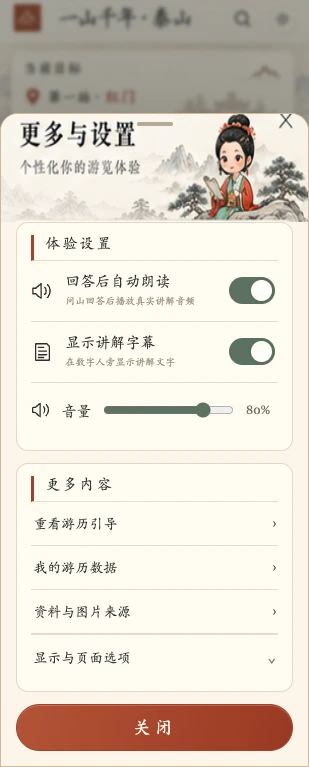 一山千年·泰山
当前目标
第一站·红门
更多与设置
个性化你的游览体验
体验设置
回答后自动朗读
问山回答后播放真实讲解音频
显示讲解字幕
在数字人旁显示讲解文字
音量 80%
更多内容
重看游历引导
我的游历数据
资料与图片来源
显示与页面选项
关闭